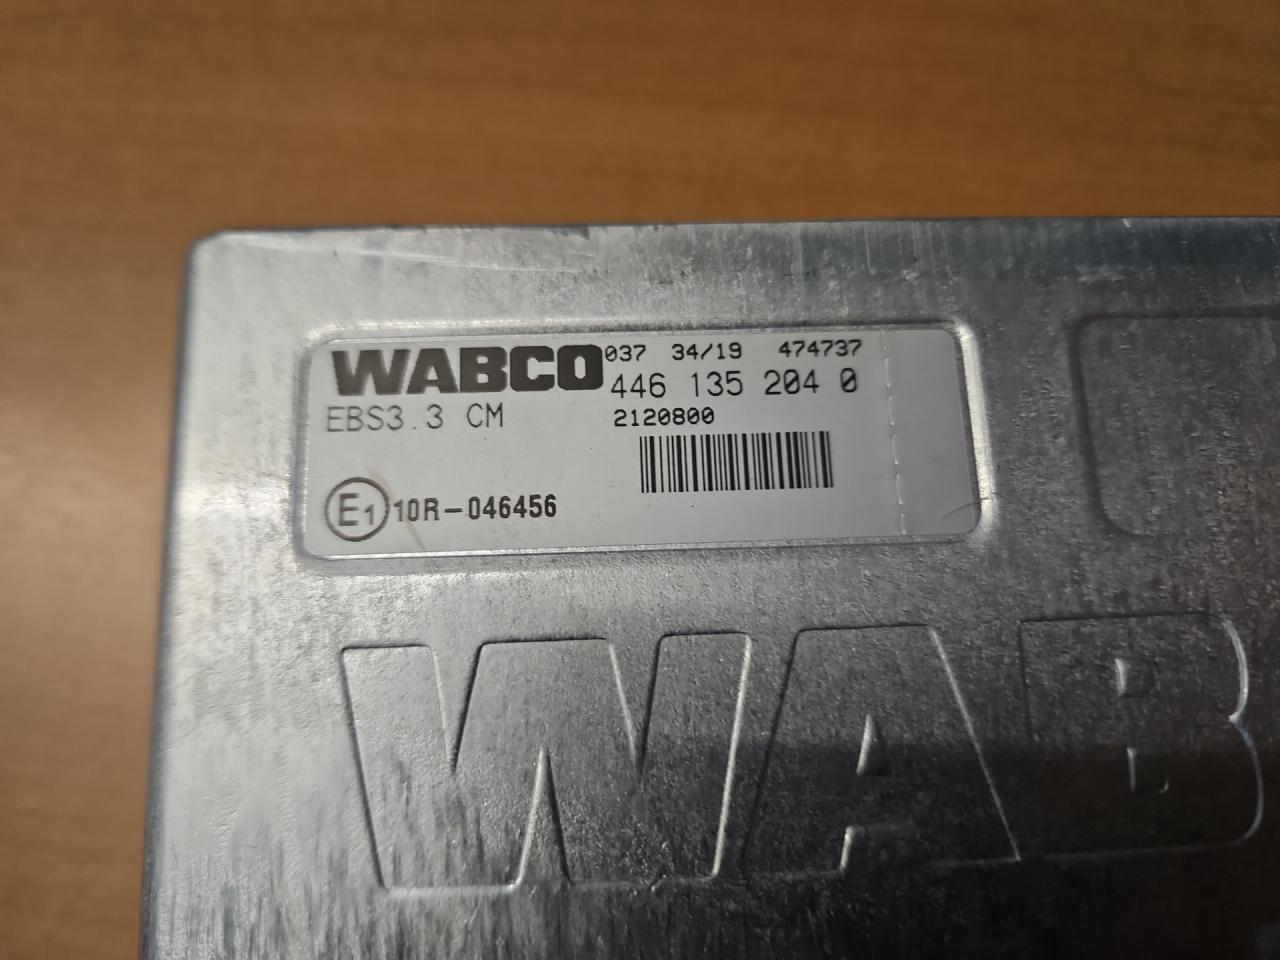 WABCO 037 34/19 474737
446 135 204 0
EBS3.3 CM 2120800
E1 10R-046456
WAB